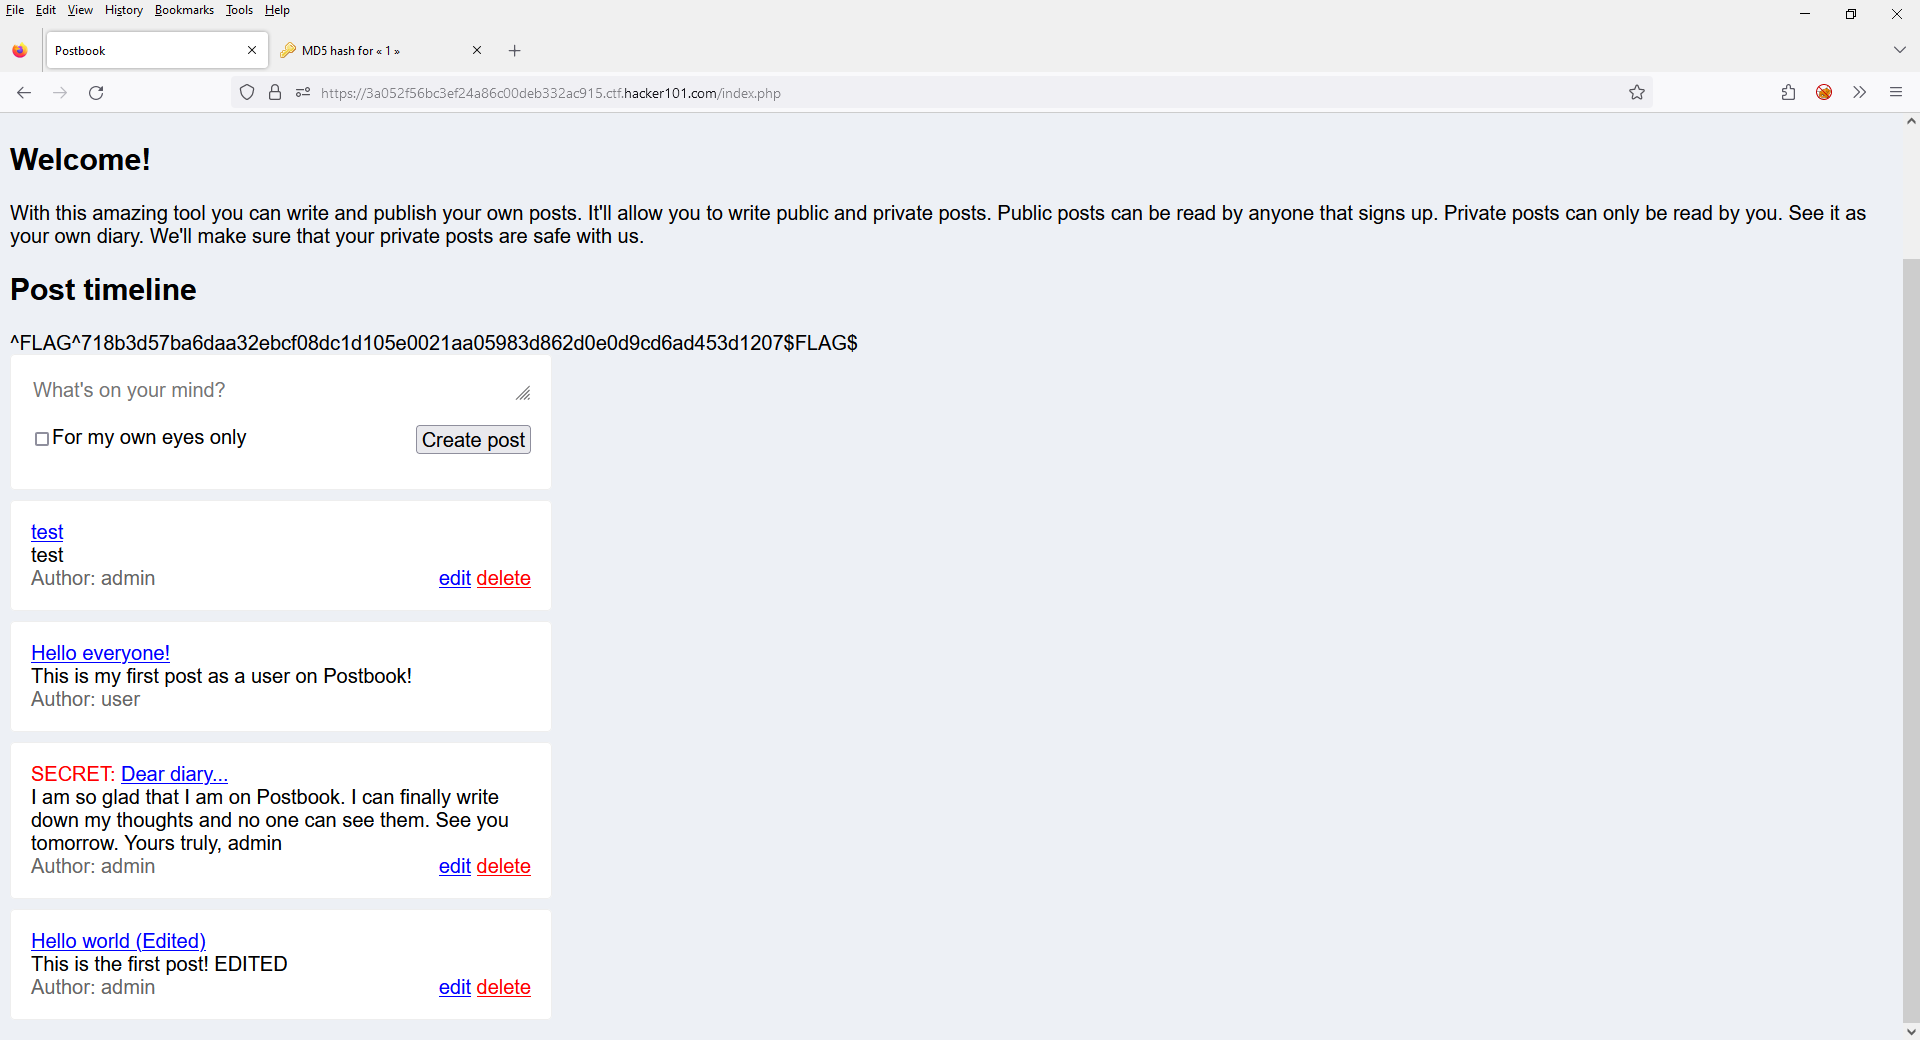 File Edit View History Bookmarks Tools Help
Postbook
MD5 hash for « 1 »
https://3a052f56bc3ef24a86c00deb332ac915.ctf.hacker101.com/index.php
Welcome!
With this amazing tool you can write and publish your own posts. It'll allow you to write public and private posts. Public posts can be read by anyone that signs up. Private posts can only be read by you. See it as
your own diary. We'll make sure that your private posts are safe with us.
Post timeline
^FLAG^718b3d57ba6daa32ebcf08dc1d105e0021aa05983d862d0e0d9cd6ad453d1207$FLAG$
What's on your mind?
For my own eyes only Create post
test
test
Author: admin edit delete
Hello everyone!
This is my first post as a user on Postbook!
Author: user
SECRET: Dear diary...
I am so glad that I am on Postbook. I can finally write
down my thoughts and no one can see them. See you
tomorrow. Yours truly, admin
Author: admin edit delete
Hello world (Edited)
This is the first post! EDITED
Author: admin edit delete